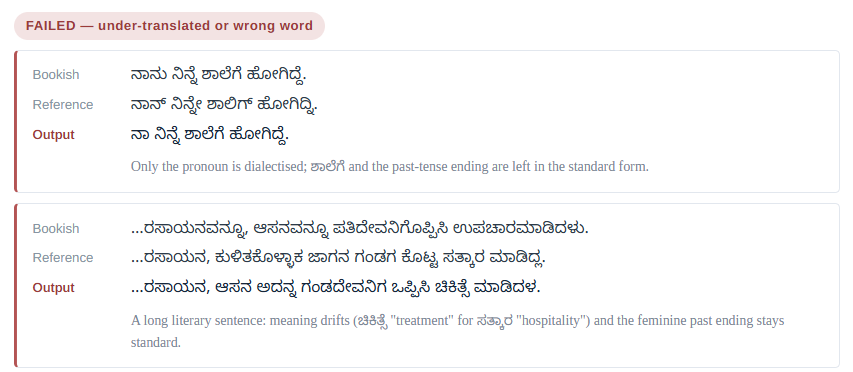 FAILED — under-translated or wrong word
Bookish ನಾನು ನಿನ್ನೆ ಶಾಲೆಗೆ ಹೋಗಿದ್ದೆ.
Reference ನಾನ್ ನಿನ್ನೇ ಶಾಲಿಗ್ ಹೋಗಿದ್ನಿ.
Output ನಾ ನಿನ್ನೆ ಶಾಲೆಗೆ ಹೋಗಿದ್ದೆ.
Only the pronoun is dialectised; ಶಾಲೆಗೆ and the past-tense ending are left in the standard form.
Bookish ...ರಸಾಯನವನ್ನೂ, ಆಸನವನ್ನೂ ಪತಿದೇವನಿಗೊಪ್ಪಿಸಿ ಉಪಚಾರಮಾಡಿದಳು.
Reference ...ರಸಾಯನ, ಕುಳಿತಕೊಳ್ಳಾಕ ಜಾಗನ ಗಂಡಗ ಕೊಟ್ಟ ಸತ್ಕಾರ ಮಾಡಿದ್ಲ.
Output ...ರಸಾಯನ, ಆಸನ ಅದನ್ನ ಗಂಡದೇವನಿಗ ಒಪ್ಪಿಸಿ ಚಿಕಿತ್ಸೆ ಮಾಡಿದಳ.
A long literary sentence: meaning drifts (ಚಿಕಿತ್ಸೆ "treatment" for ಸತ್ಕಾರ "hospitality") and the feminine past ending stays
standard.